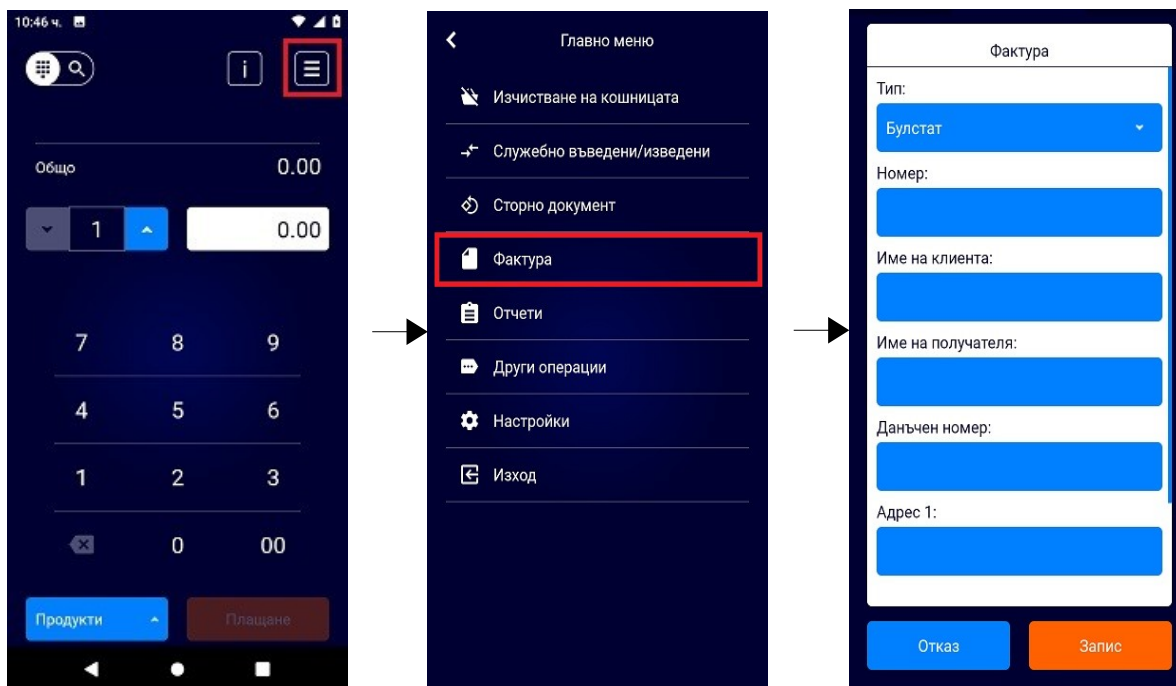 10:46 ч.
i
Общо 0.00
1 0.00
7 8 9
4 5 6
1 2 3
0 00
Продукти Плащане
Главно меню
Изчистване на кошницата
Служебно въведени/изведени
Сторно документ
Фактура
Отчети
Други операции
Настройки
Изход
Фактура
Тип:
Булстат
Номер:
Име на клиента:
Име на получателя:
Данъчен номер:
Адрес 1:
Отказ Запис